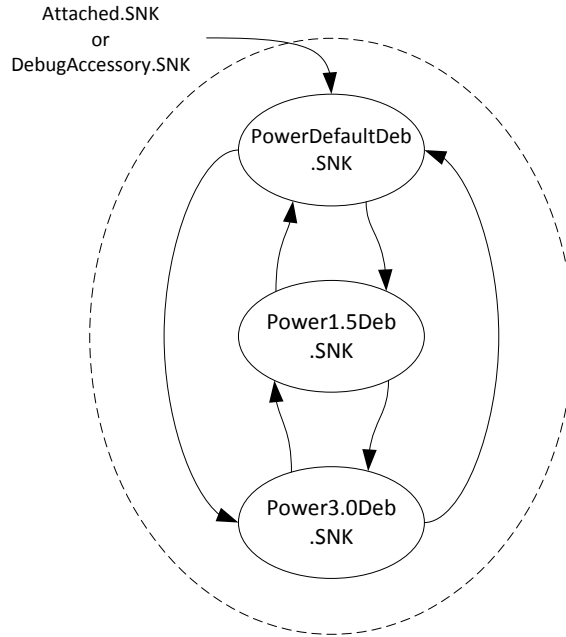 Attached.SNK
or
DebugAccessory.SNK
PowerDefaultDeb
.SNK
Power1.5Deb
.SNK
Power3.0Deb
.SNK